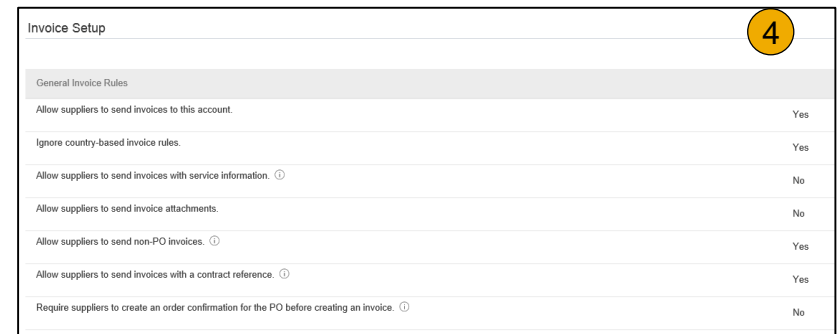 Invoice Setup
4
General Invoice Rules
Allow suppliers to send invoices to this account. Yes
Ignore country-based invoice rules. Yes
Allow suppliers to send invoices with service information. ⓘ No
Allow suppliers to send invoice attachments. No
Allow suppliers to send non-PO invoices. ⓘ Yes
Allow suppliers to send invoices with a contract reference. ⓘ Yes
Require suppliers to create an order confirmation for the PO before creating an invoice. ⓘ No